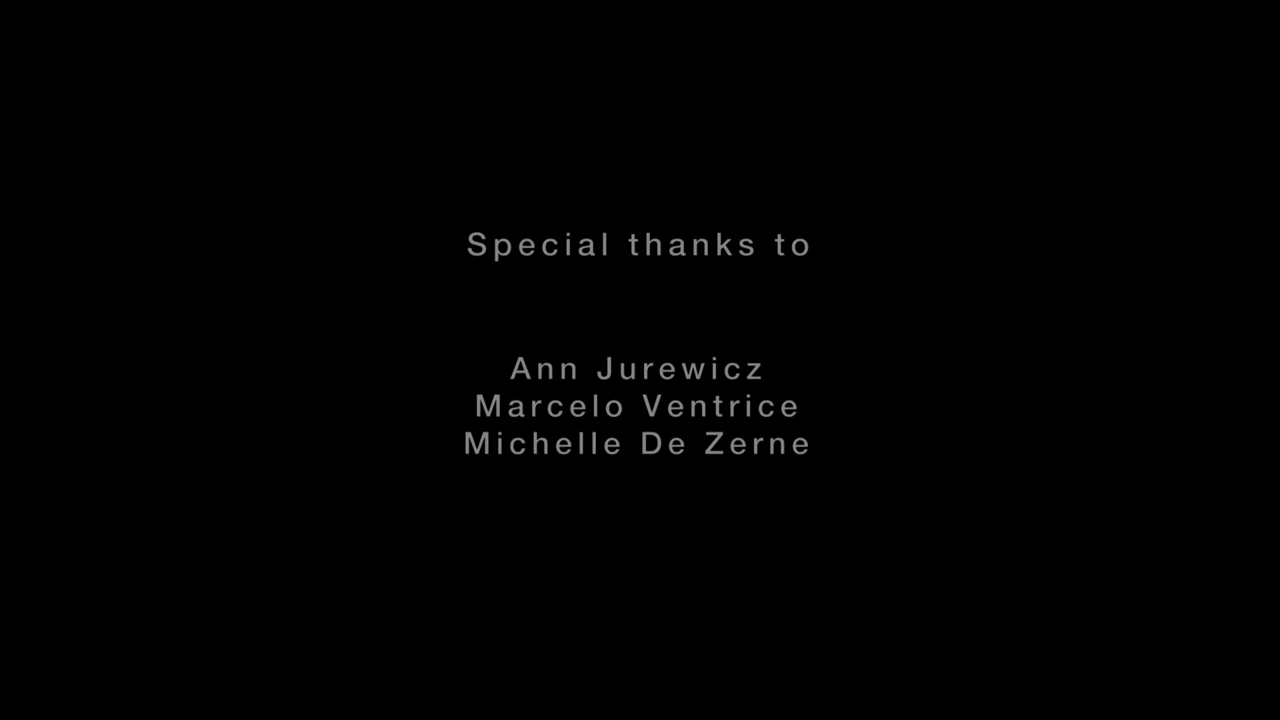 Special thanks to
Ann Jurewicz
Marcelo Ventrice
Michelle De Zerne